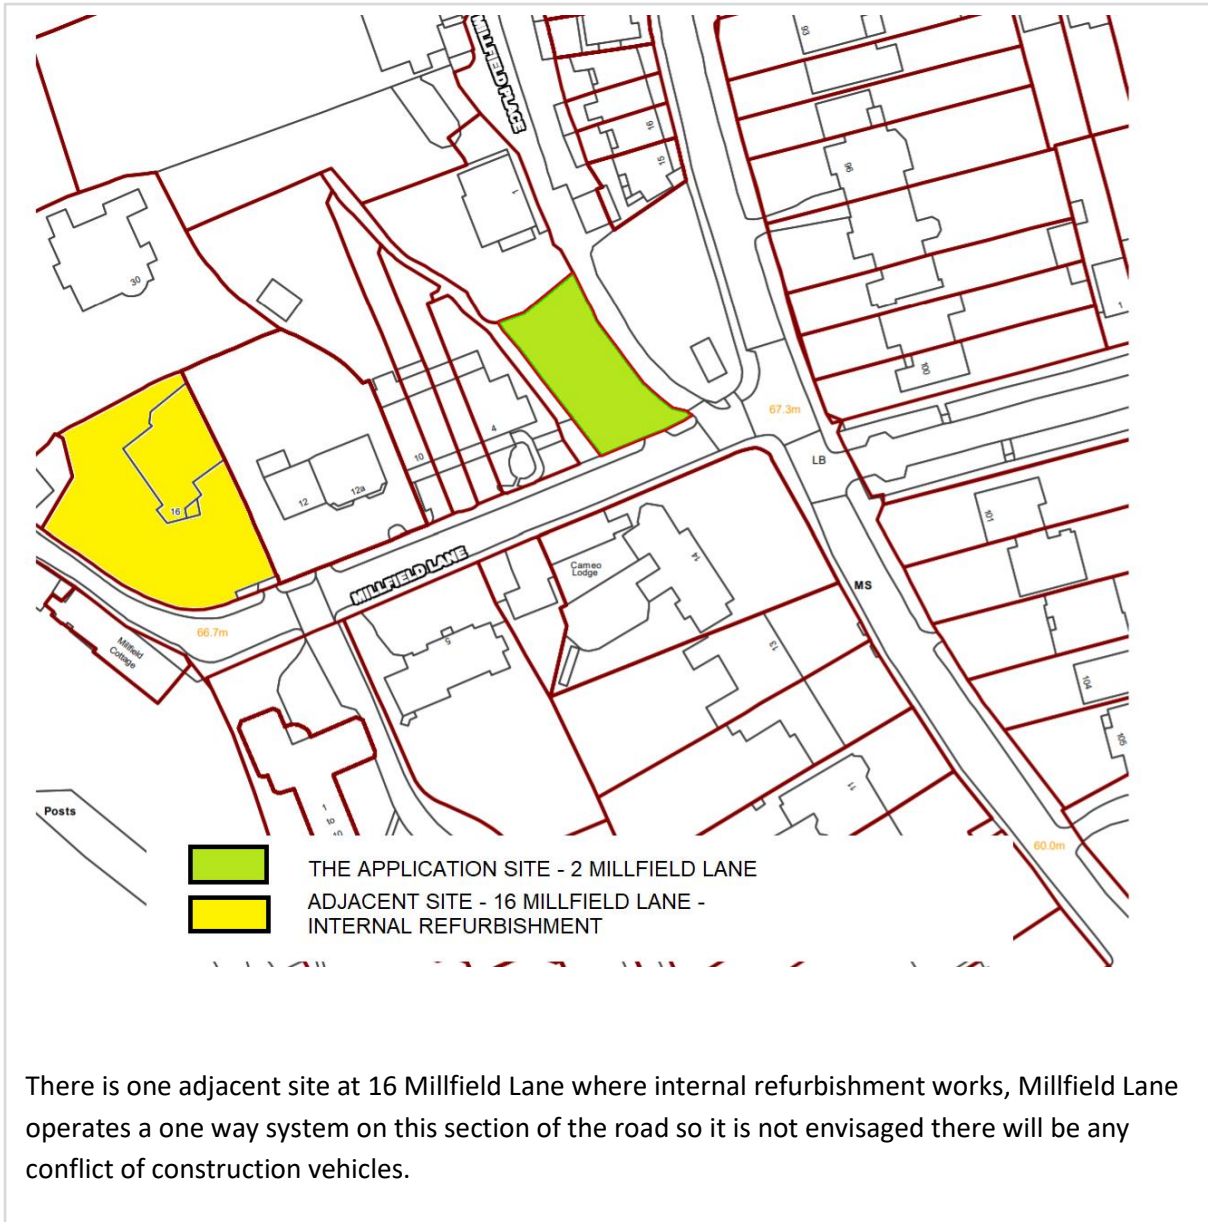 MILLFIELD PLACE
93
16
15
96
1
30
1
100
67.3m
LB
4
10
12
12a
16
101
MILLFIELD LANE
Cameo
Lodge
14
MS
66.7m
Millfield
Cottage
5
13
104
105
11
Posts
1
60.0m
THE APPLICATION SITE - 2 MILLFIELD LANE
ADJACENT SITE - 16 MILLFIELD LANE -
INTERNAL REFURBISHMENT
There is one adjacent site at 16 Millfield Lane where internal refurbishment works, Millfield Lane
operates a one way system on this section of the road so it is not envisaged there will be any
conflict of construction vehicles.